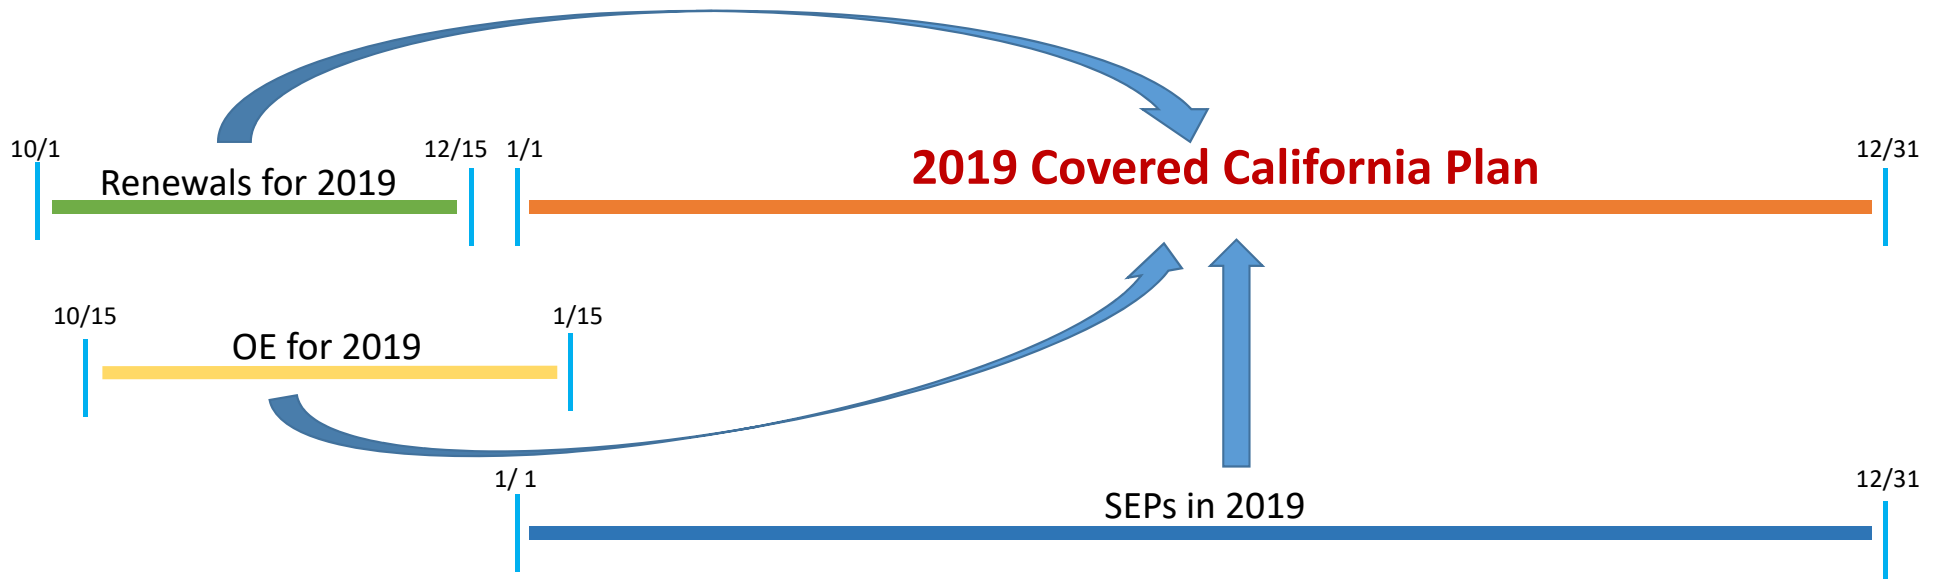 10/1
12/15
1/1
2019 Covered California Plan
12/31
Renewals for 2019
10/15
1/15
OE for 2019
1/ 1
12/31
SEPs in 2019